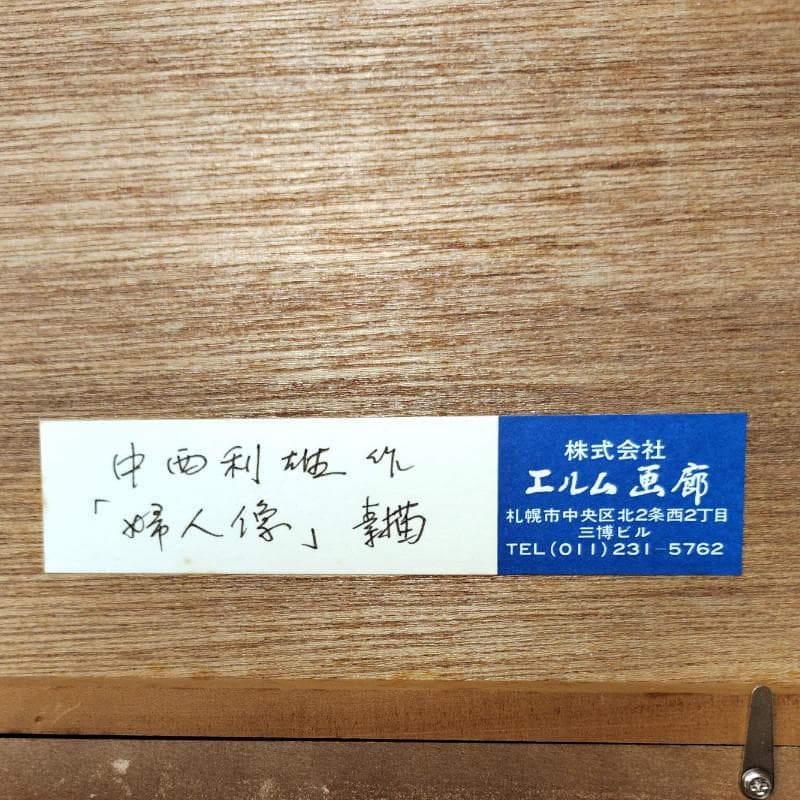 中西利雄 作
「婦人像」素描
株式会社
エルム画廊
札幌市中央区北2条西2丁目
三博ビル
TEL(011)231-5762